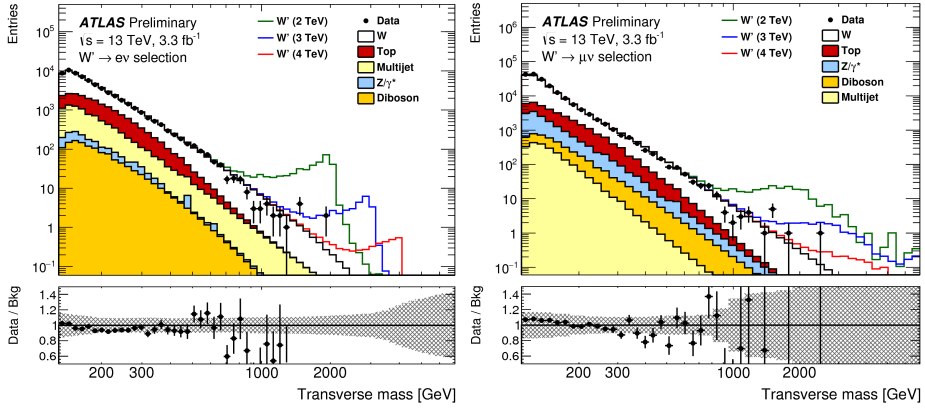 Entries
ATLAS Preliminary
√s = 13 TeV, 3.3 fb⁻¹
W' → eν selection
W' (2 TeV)
W' (3 TeV)
W' (4 TeV)
Data
W
Top
Multijet
Z/γ*
Diboson
10⁵
10⁴
10³
10²
10
1
10⁻¹
Data / Bkg
1.4
1.2
1
0.8
0.6
200 300 1000 2000
Transverse mass [GeV]
Entries
ATLAS Preliminary
√s = 13 TeV, 3.3 fb⁻¹
W' → μν selection
W' (2 TeV)
W' (3 TeV)
W' (4 TeV)
Data
W
Top
Z/γ*
Diboson
Multijet
10⁶
10⁵
10⁴
10³
10²
10
1
10⁻¹
Data / Bkg
1.4
1.2
1
0.8
0.6
200 300 1000 2000
Transverse mass [GeV]